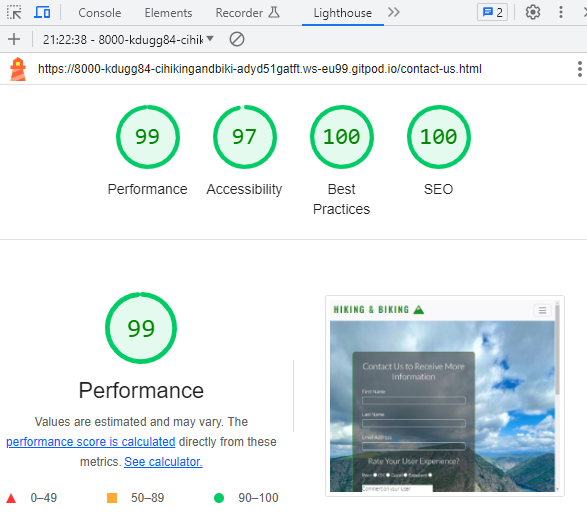 Console Elements Recorder Lighthouse 2
21:22:38 - 8000-kdugg84-cihik
https://8000-kdugg84-cihikingandbiki-adyd51gatft.ws-eu99.gitpod.io/contact-us.html
99 97 100 100
Performance Accessibility Best Practices SEO
99
Performance
Values are estimated and may vary. The
performance score is calculated directly from these
metrics. See calculator.
0–49 50–89 90–100
HIKING & BIKING
Contact Us to Receive More
Information
First Name
Last Name
Email Address
Rate Your User Experience?